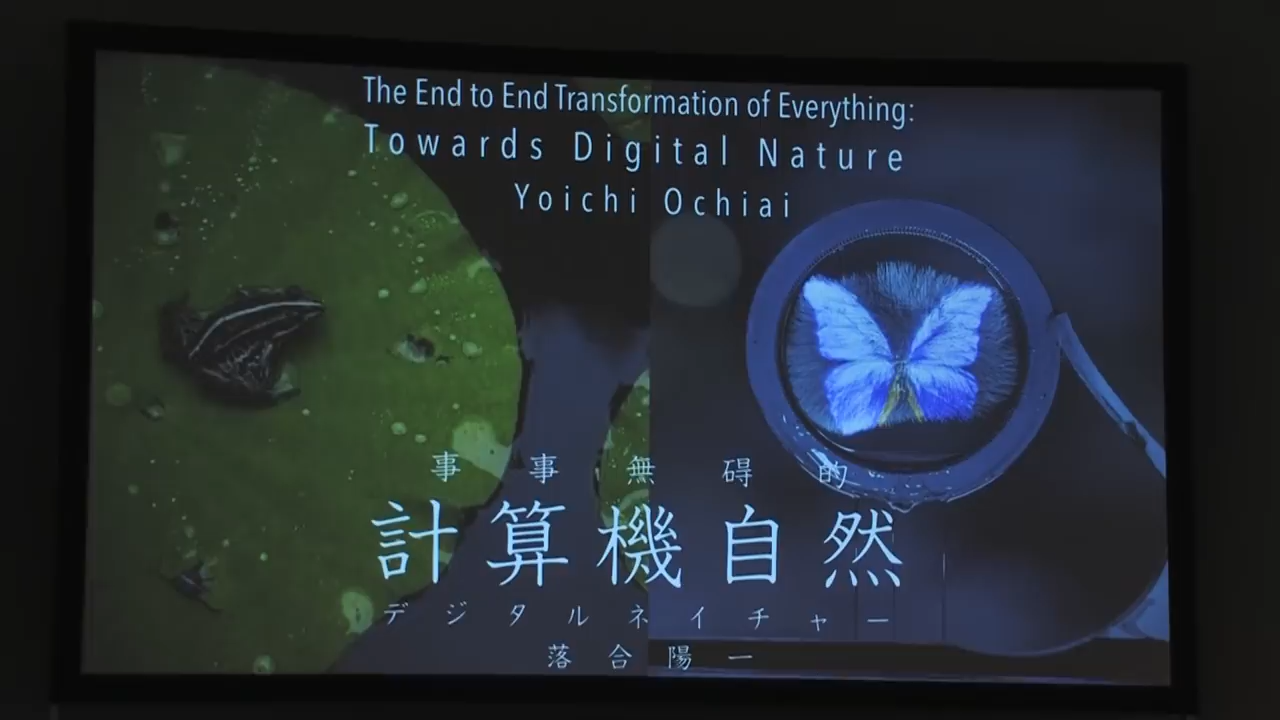 The End to End Transformation of Everything:
Towards Digital Nature
Yoichi Ochiai
事事無碍的
計算機自然
デジタルネイチャー
落合陽一